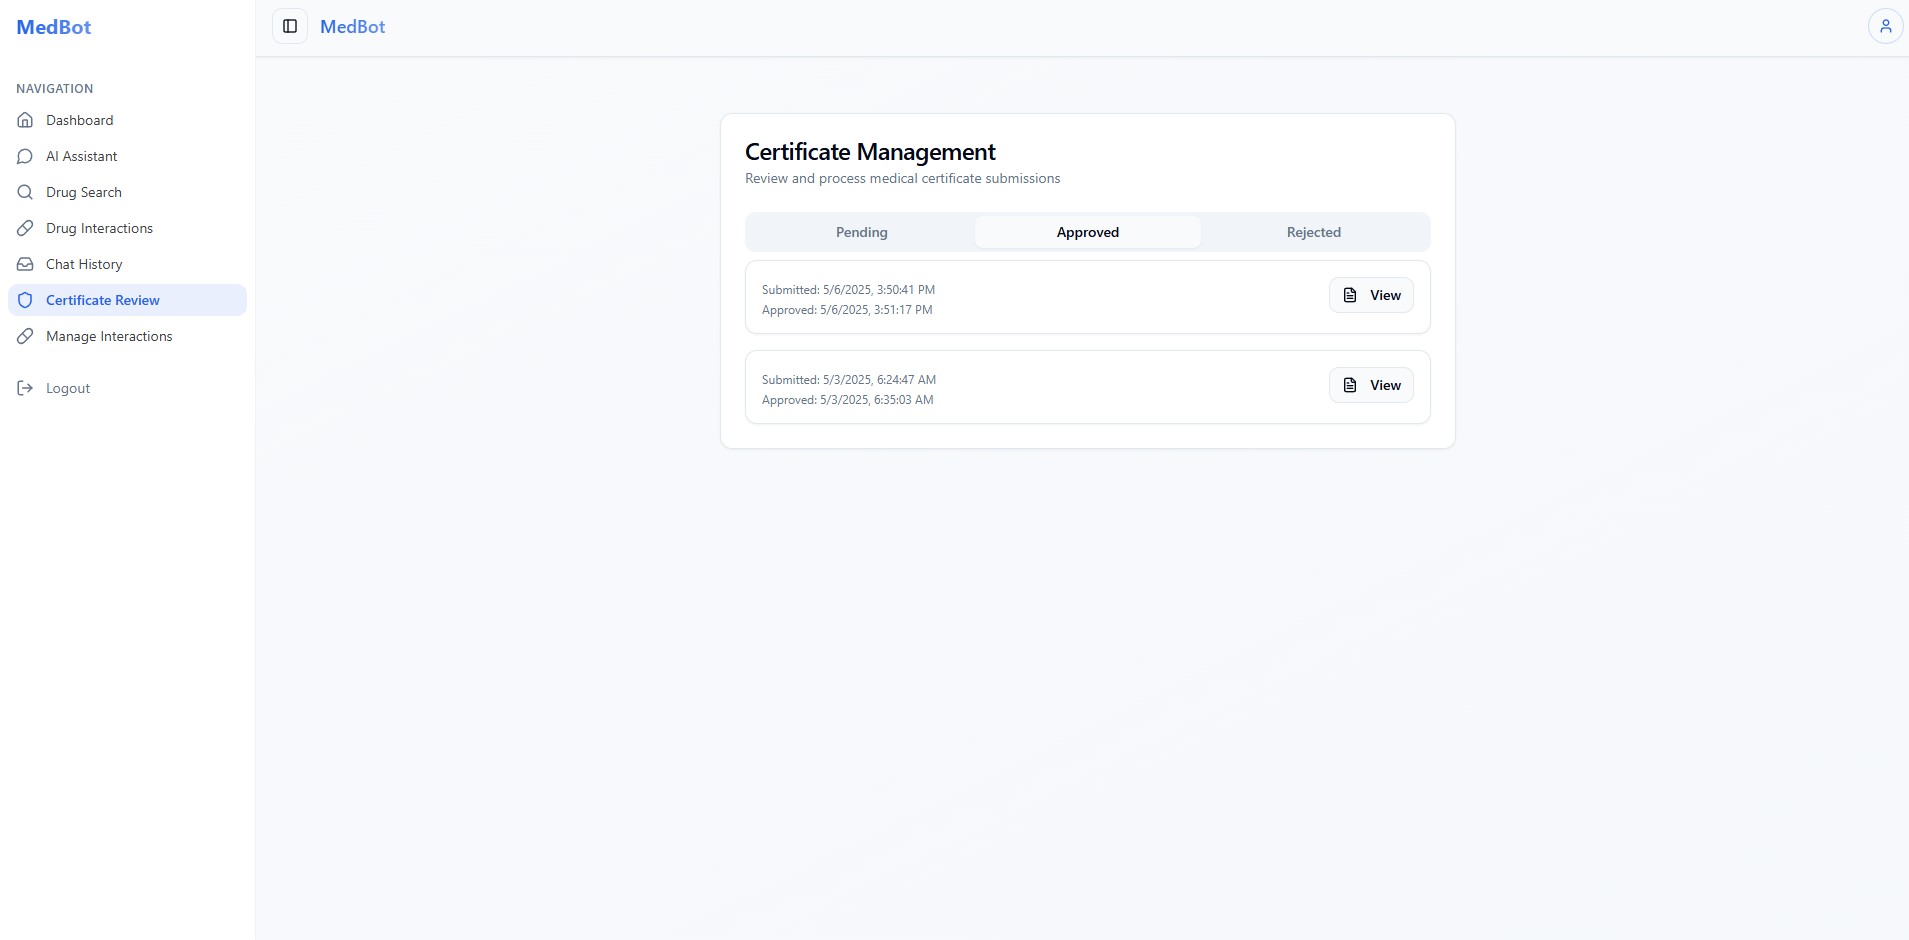 MedBot
NAVIGATION
Dashboard
AI Assistant
Drug Search
Drug Interactions
Chat History
Certificate Review
Manage Interactions
Logout
MedBot
Certificate Management
Review and process medical certificate submissions
Pending
Approved
Rejected
Submitted: 5/6/2025, 3:50:41 PM
Approved: 5/6/2025, 3:51:17 PM
View
Submitted: 5/3/2025, 6:24:47 AM
Approved: 5/3/2025, 6:35:03 AM
View